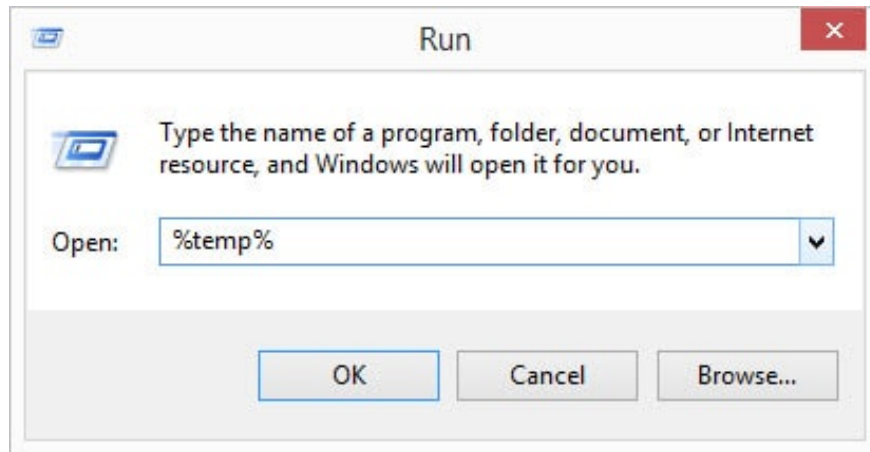 Run
Type the name of a program, folder, document, or Internet
resource, and Windows will open it for you.
Open: %temp%
OK Cancel Browse...